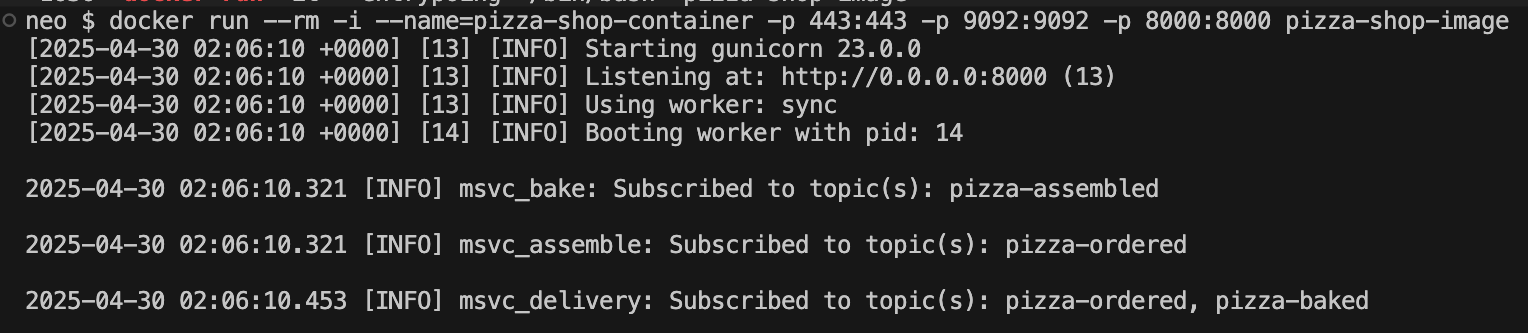 neo $ docker run --rm -i --name=pizza-shop-container -p 443:443 -p 9092:9092 -p 8000:8000 pizza-shop-image
[2025-04-30 02:06:10 +0000] [13] [INFO] Starting gunicorn 23.0.0
[2025-04-30 02:06:10 +0000] [13] [INFO] Listening at: http://0.0.0.0:8000 (13)
[2025-04-30 02:06:10 +0000] [13] [INFO] Using worker: sync
[2025-04-30 02:06:10 +0000] [14] [INFO] Booting worker with pid: 14
2025-04-30 02:06:10.321 [INFO] msvc_bake: Subscribed to topic(s): pizza-assembled
2025-04-30 02:06:10.321 [INFO] msvc_assemble: Subscribed to topic(s): pizza-ordered
2025-04-30 02:06:10.453 [INFO] msvc_delivery: Subscribed to topic(s): pizza-ordered, pizza-baked